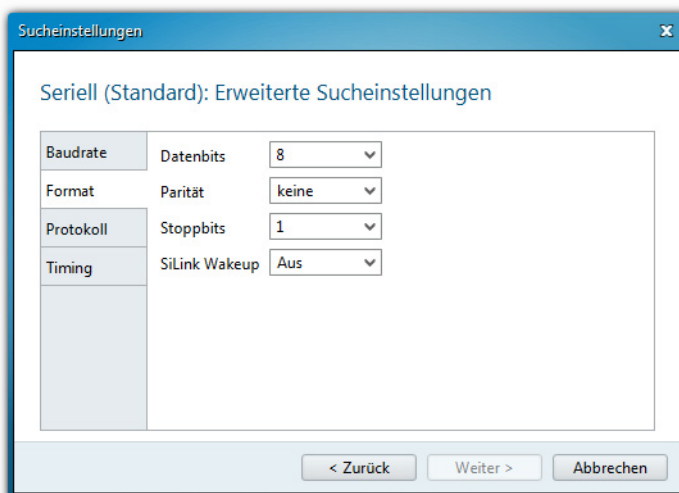 Sucheinstellungen
Seriell (Standard): Erweiterte Sucheinstellungen
Baudrate
Format
Protokoll
Timing
Datenbits 8
Parität keine
Stoppbits 1
SiLink Wakeup Aus
< Zurück Weiter > Abbrechen